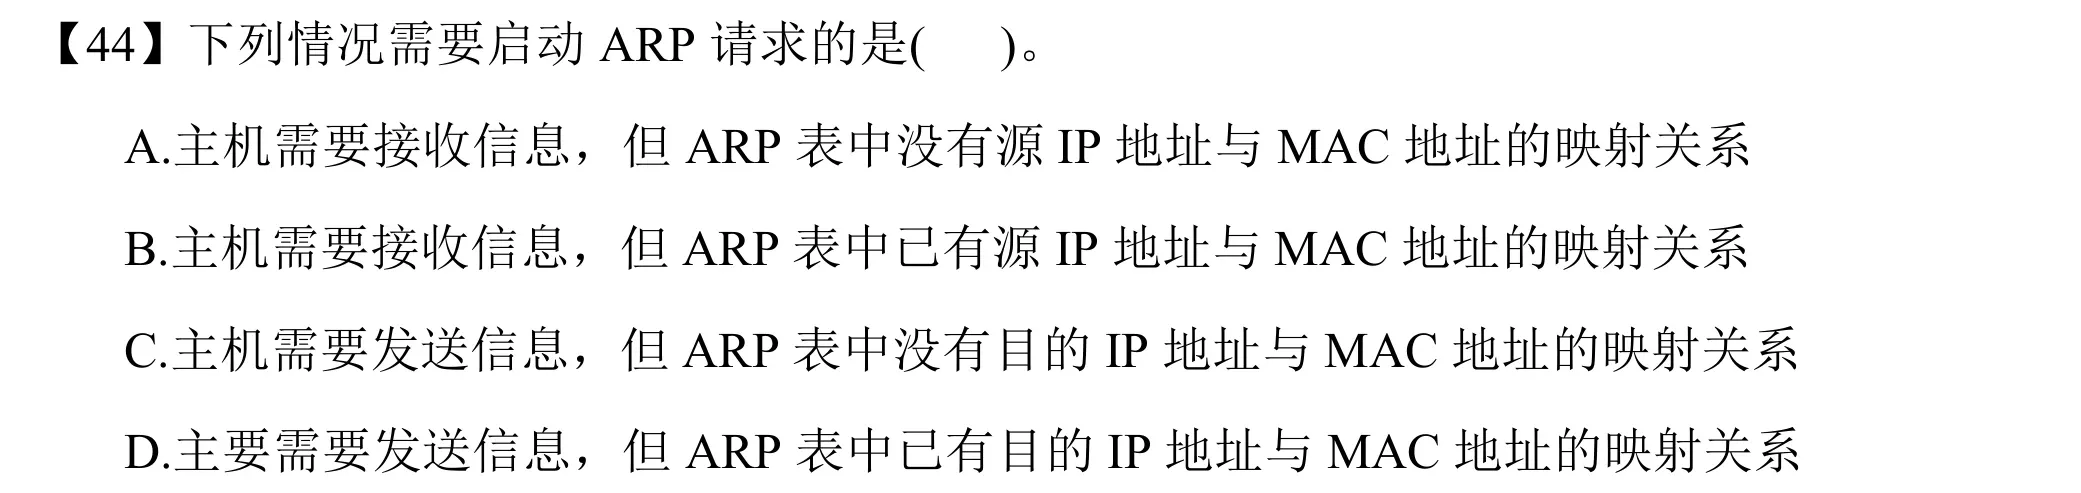 【44】下列情况需要启动 ARP 请求的是(    )。
A.主机需要接收信息，但 ARP 表中没有源 IP 地址与 MAC 地址的映射关系
B.主机需要接收信息，但 ARP 表中已有源 IP 地址与 MAC 地址的映射关系
C.主机需要发送信息，但 ARP 表中没有目的 IP 地址与 MAC 地址的映射关系
D.主要需要发送信息，但 ARP 表中已有目的 IP 地址与 MAC 地址的映射关系